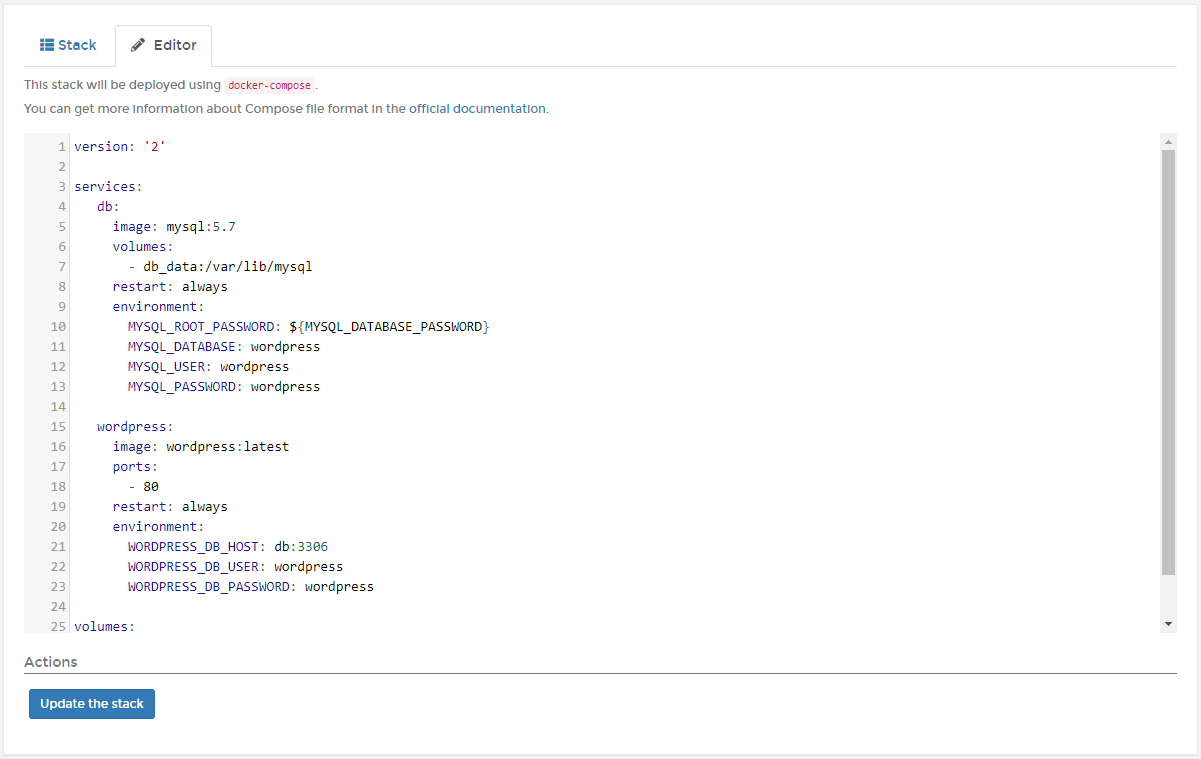 Stack
Editor
This stack will be deployed using docker-compose.
You can get more information about Compose file format in the official documentation.
1 version: '2'
2
3 services:
4    db:
5      image: mysql:5.7
6      volumes:
7        - db_data:/var/lib/mysql
8      restart: always
9      environment:
10       MYSQL_ROOT_PASSWORD: ${MYSQL_DATABASE_PASSWORD}
11       MYSQL_DATABASE: wordpress
12       MYSQL_USER: wordpress
13       MYSQL_PASSWORD: wordpress
14
15   wordpress:
16     image: wordpress:latest
17     ports:
18       - 80
19     restart: always
20     environment:
21       WORDPRESS_DB_HOST: db:3306
22       WORDPRESS_DB_USER: wordpress
23       WORDPRESS_DB_PASSWORD: wordpress
24
25 volumes:
Actions
Update the stack